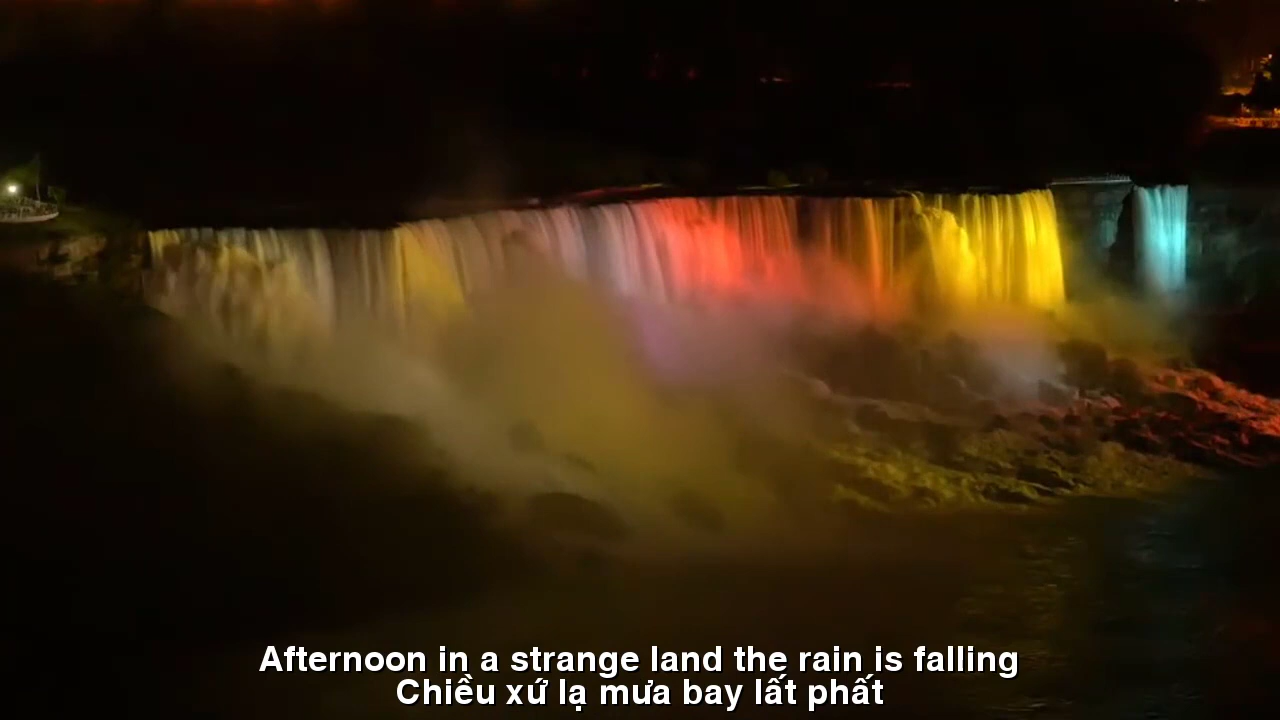 Afternoon in a strange land the rain is falling
Chiều xứ lạ mưa bay lất phất